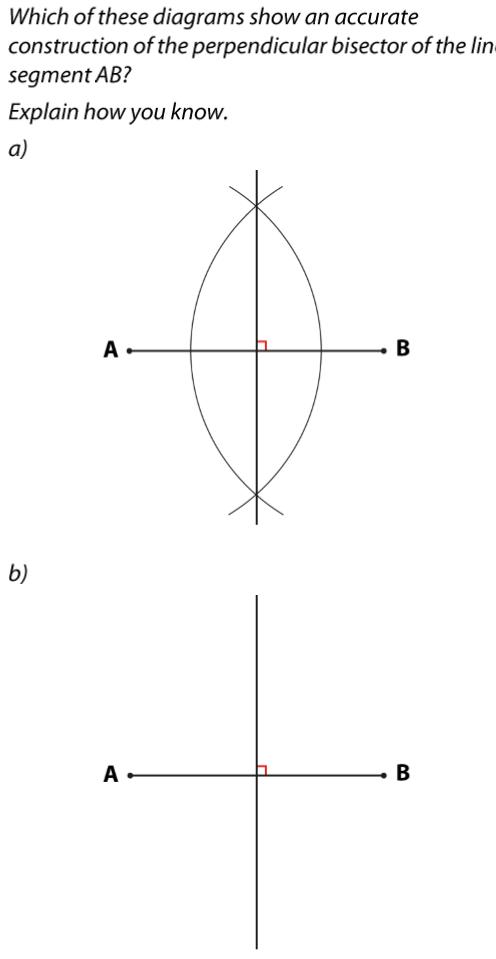 Which of these diagrams show an accurate
construction of the perpendicular bisector of the line
segment AB?
Explain how you know.
a)
A
B
b)
A
B